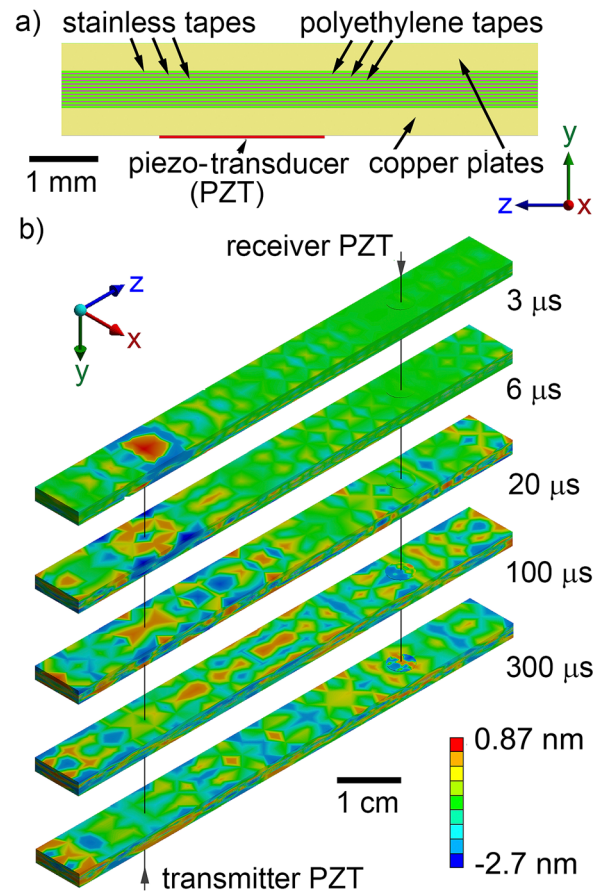 a) stainless tapes polyethylene tapes
1 mm piezo-transducer (PZT) copper plates
y
z x
b) receiver PZT
z
x
y
3 µs
6 µs
20 µs
100 µs
300 µs
0.87 nm
1 cm
-2.7 nm
transmitter PZT